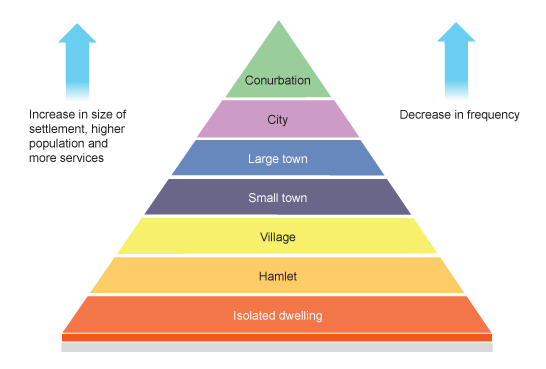 Conurbation
Increase in size of
settlement, higher
population and
more services
Decrease in frequency
City
Large town
Small town
Village
Hamlet
Isolated dwelling